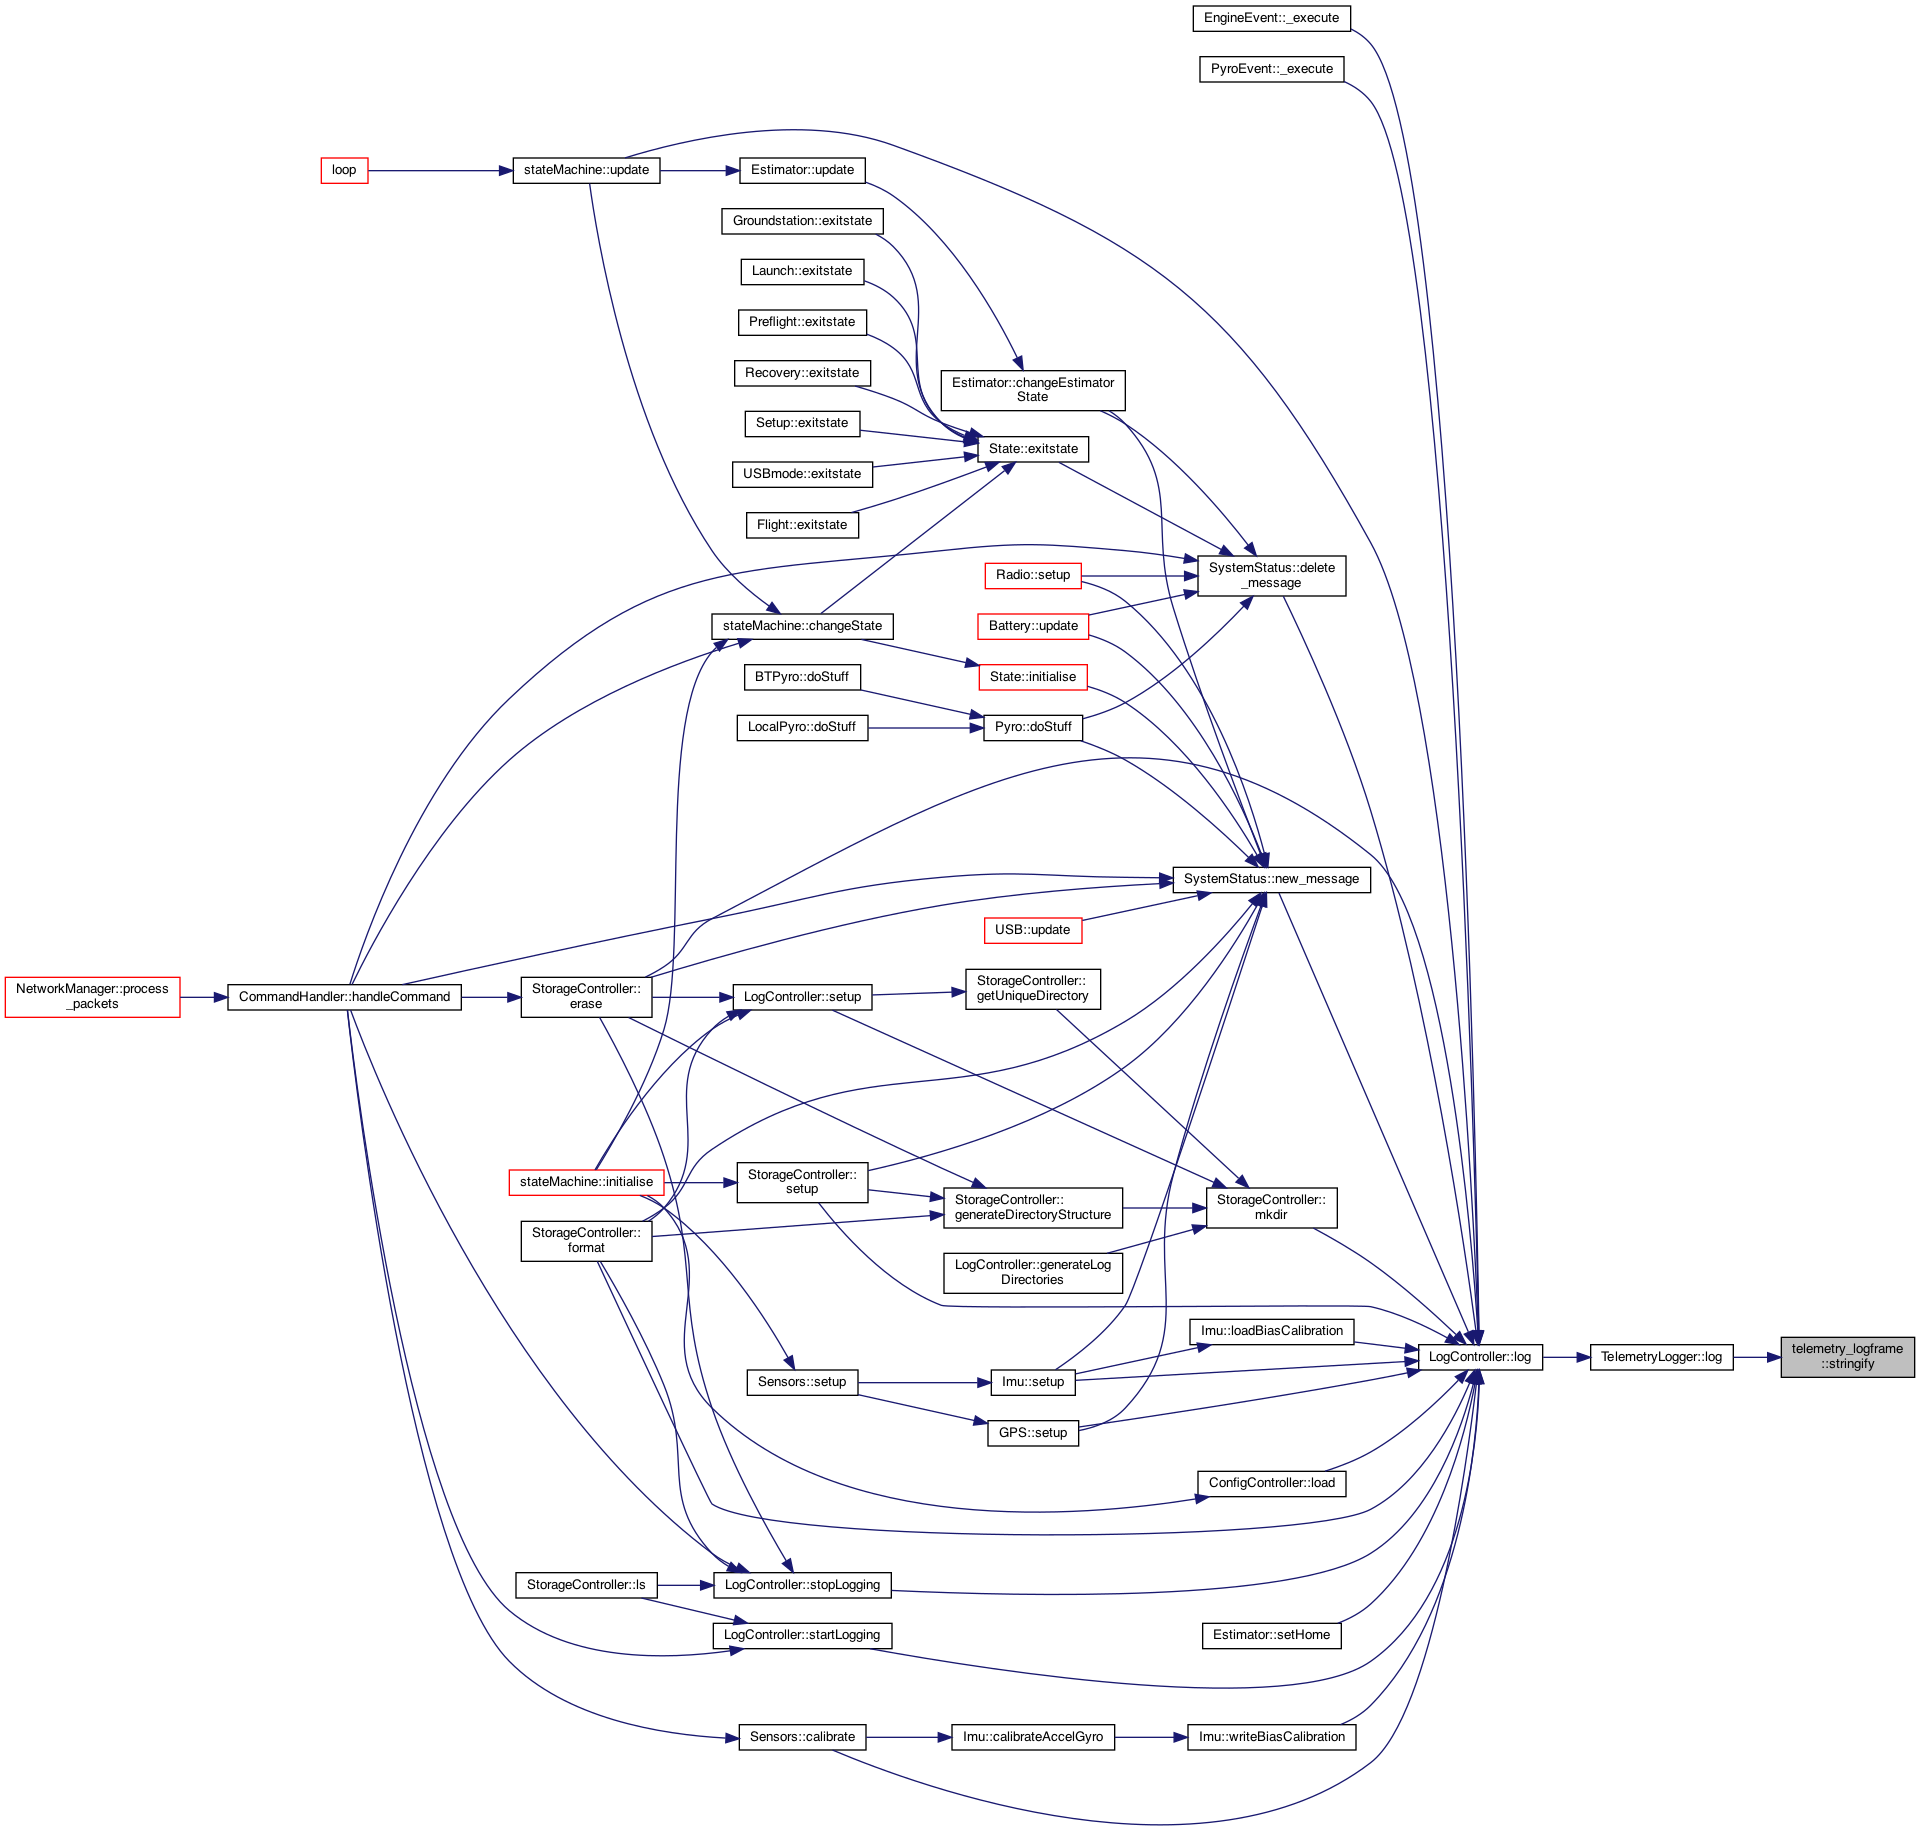 EngineEvent::_execute
PyroEvent::_execute
loop
stateMachine::update
Estimator::update
Groundstation::exitstate
Launch::exitstate
Preflight::exitstate
Recovery::exitstate
Estimator::changeEstimator
State
Setup::exitstate
State::exitstate
USBmode::exitstate
Flight::exitstate
SystemStatus::delete
_message
Radio::setup
stateMachine::changeState
Battery::update
BTPyro::doStuff
State::initialise
LocalPyro::doStuff
Pyro::doStuff
SystemStatus::new_message
USB::update
NetworkManager::process
_packets
CommandHandler::handleCommand
StorageController::
erase
LogController::setup
StorageController::
getUniqueDirectory
stateMachine::initialise
StorageController::
setup
StorageController::
generateDirectoryStructure
StorageController::
mkdir
StorageController::
format
LogController::generateLog
Directories
Imu::loadBiasCalibration
LogController::log
TelemetryLogger::log
telemetry_logframe
::stringify
Sensors::setup
Imu::setup
GPS::setup
ConfigController::load
StorageController::ls
LogController::stopLogging
LogController::startLogging
Estimator::setHome
Sensors::calibrate
Imu::calibrateAccelGyro
Imu::writeBiasCalibration